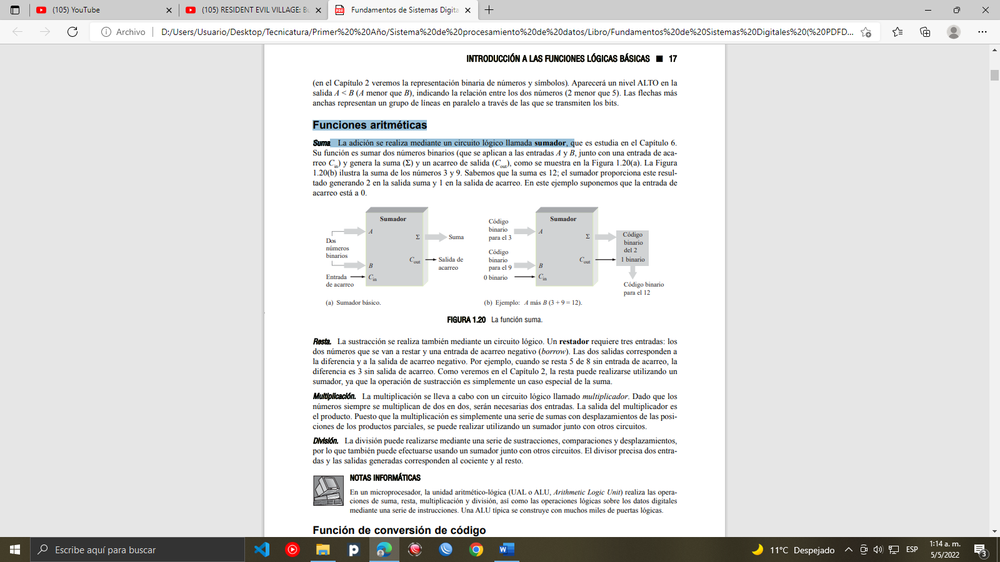 (105) YouTube
(105) RESIDENT EVIL VILLAGE: Bu
Fundamentos de Sistemas Digita
Archivo
D:/Users/Usuario/Desktop/Tecnicatura/Primer%20%20Año/Sistema%20de%20procesamiento%20de%20datos/Libro/Fundamentos%20de%20Sistemas%20Digitales%20(%20PDFD...
INTRODUCCIÓN A LAS FUNCIONES LÓGICAS BÁSICAS ■ 17
(en el Capítulo 2 veremos la representación binaria de números y símbolos). Aparecerá un nivel ALTO en la
salida A < B (A menor que B), indicando la relación entre los dos números (2 menor que 5). Las flechas más
anchas representan un grupo de líneas en paralelo a través de las que se transmiten los bits.
Funciones aritméticas
Suma La adición se realiza mediante un circuito lógico llamada sumador, que es estudia en el Capítulo 6.
Su función es sumar dos números binarios (que se aplican a las entradas A y B, junto con una entrada de aca-
rreo Cin) y genera la suma (Σ) y un acarreo de salida (Cout), como se muestra en la Figura 1.20(a). La Figura
1.20(b) ilustra la suma de los números 3 y 9. Sabemos que la suma es 12; el sumador proporciona este resul-
tado generando 2 en la salida suma y 1 en la salida de acarreo. En este ejemplo suponemos que la entrada de
acarreo está a 0.
Sumador
A
Σ
Suma
Dos
números
binarios
Cout
Salida de
acarreo
B
Entrada
de acarreo
Cin
(a) Sumador básico.
Sumador
Código
binario
para el 3
A
Σ
Código
binario
del 2
Código
binario
para el 9
B
Cout
1 binario
0 binario
Cin
Código binario
para el 12
(b) Ejemplo: A más B (3 + 9 = 12).
FIGURA 1.20 La función suma.
Resta. La sustracción se realiza también mediante un circuito lógico. Un restador requiere tres entradas: los
dos números que se van a restar y una entrada de acarreo negativo (borrow). Las dos salidas corresponden a
la diferencia y a la salida de acarreo negativo. Por ejemplo, cuando se resta 5 de 8 sin entrada de acarreo, la
diferencia es 3 sin salida de acarreo. Como veremos en el Capítulo 2, la resta puede realizarse utilizando un
sumador, ya que la operación de sustracción es simplemente un caso especial de la suma.
Multiplicación. La multiplicación se lleva a cabo con un circuito lógico llamado multiplicador. Dado que los
números siempre se multiplican de dos en dos, serán necesarias dos entradas. La salida del multiplicador es
el producto. Puesto que la multiplicación es simplemente una serie de sumas con desplazamientos de las posi-
ciones de los productos parciales, se puede realizar utilizando un sumador junto con otros circuitos.
División. La división puede realizarse mediante una serie de sustracciones, comparaciones y desplazamientos,
por lo que también puede efectuarse usando un sumador junto con otros circuitos. El divisor precisa dos entra-
das y las salidas generadas corresponden al cociente y al resto.
NOTAS INFORMÁTICAS
En un microprocesador, la unidad aritmético-lógica (UAL o ALU, Arithmetic Logic Unit) realiza las opera-
ciones de suma, resta, multiplicación y división, así como las operaciones lógicas sobre los datos digitales
mediante una serie de instrucciones. Una ALU típica se construye con muchos miles de puertas lógicas.
Función de conversión de código
Escribe aquí para buscar
11°C Despejado
ESP
1:14 a. m.
5/5/2022
3